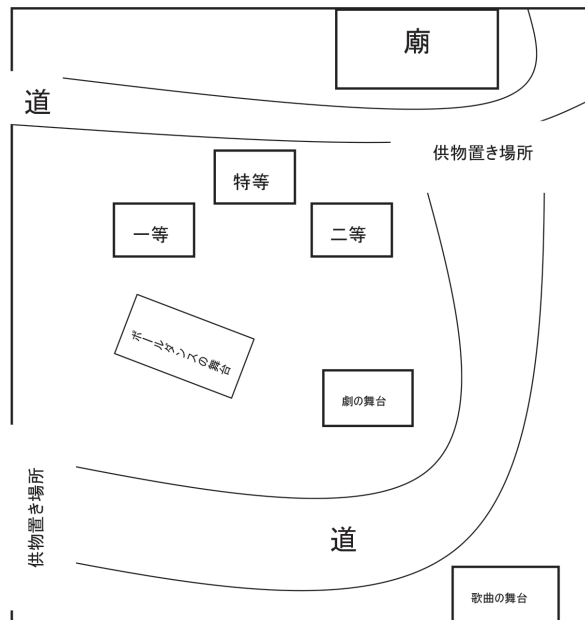 廟
道
供物置き場所
特等
一等
二等
ポールダンスの舞台
劇の舞台
供物置き場所
道
歌曲の舞台